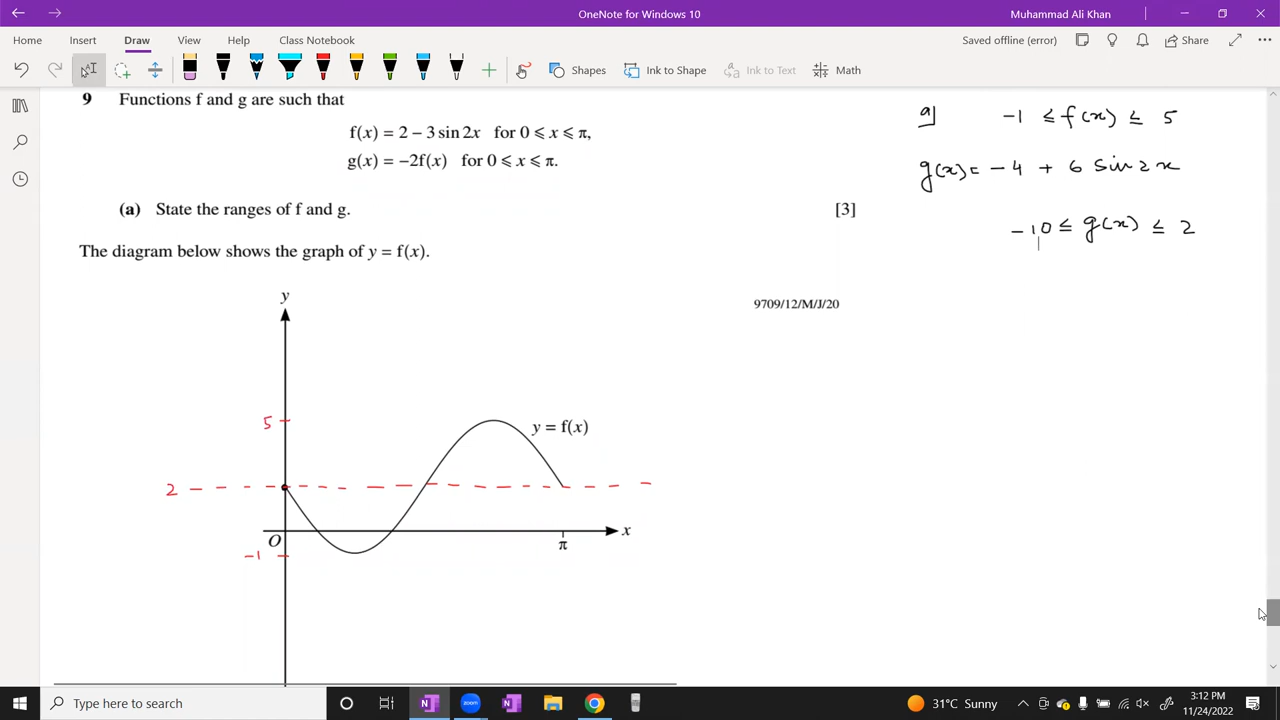 OneNote for Windows 10
Muhammad Ali Khan
Home Insert Draw View Help Class Notebook
Saved offline (error) Share
Shapes Ink to Shape Ink to Text Math
9 Functions f and g are such that
f(x) = 2 − 3 sin 2x for 0 ⩽ x ⩽ π,
g(x) = −2f(x) for 0 ⩽ x ⩽ π.
(a) State the ranges of f and g. [3]
The diagram below shows the graph of y = f(x).
9709/12/M/J/20
y
5
y = f(x)
2
O
x
π
-1
a] -1 ≤ f(x) ≤ 5
g(x) = -4 + 6 sin 2x
-10 ≤ g(x) ≤ 2
Type here to search
31°C Sunny
3:12 PM
11/24/2022